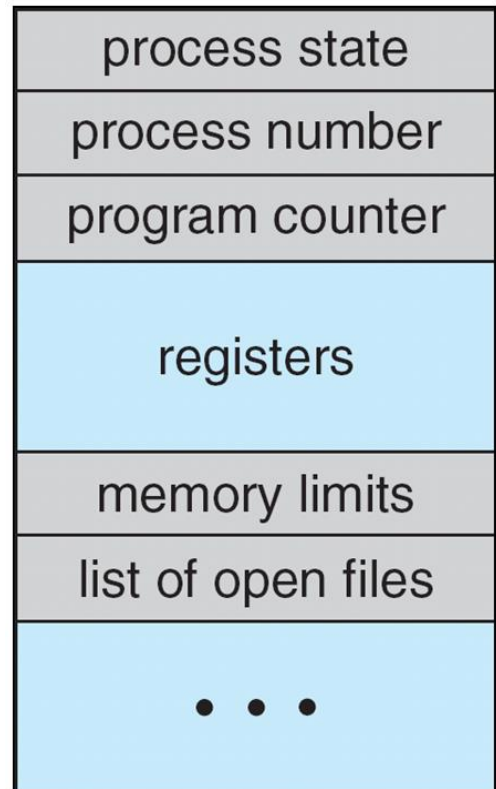 process state
process number
program counter
registers
memory limits
list of open files
• • •